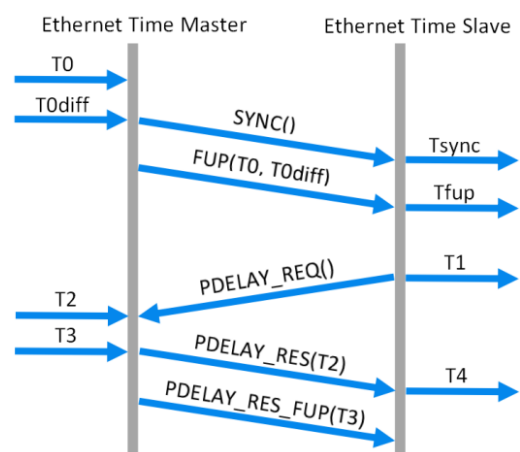 Ethernet Time Master
Ethernet Time Slave
T0
T0diff
SYNC()
Tsync
FUP(T0, T0diff)
Tfup
T1
PDELAY_REQ()
T2
T3
PDELAY_RES(T2)
T4
PDELAY_RES_FUP(T3)